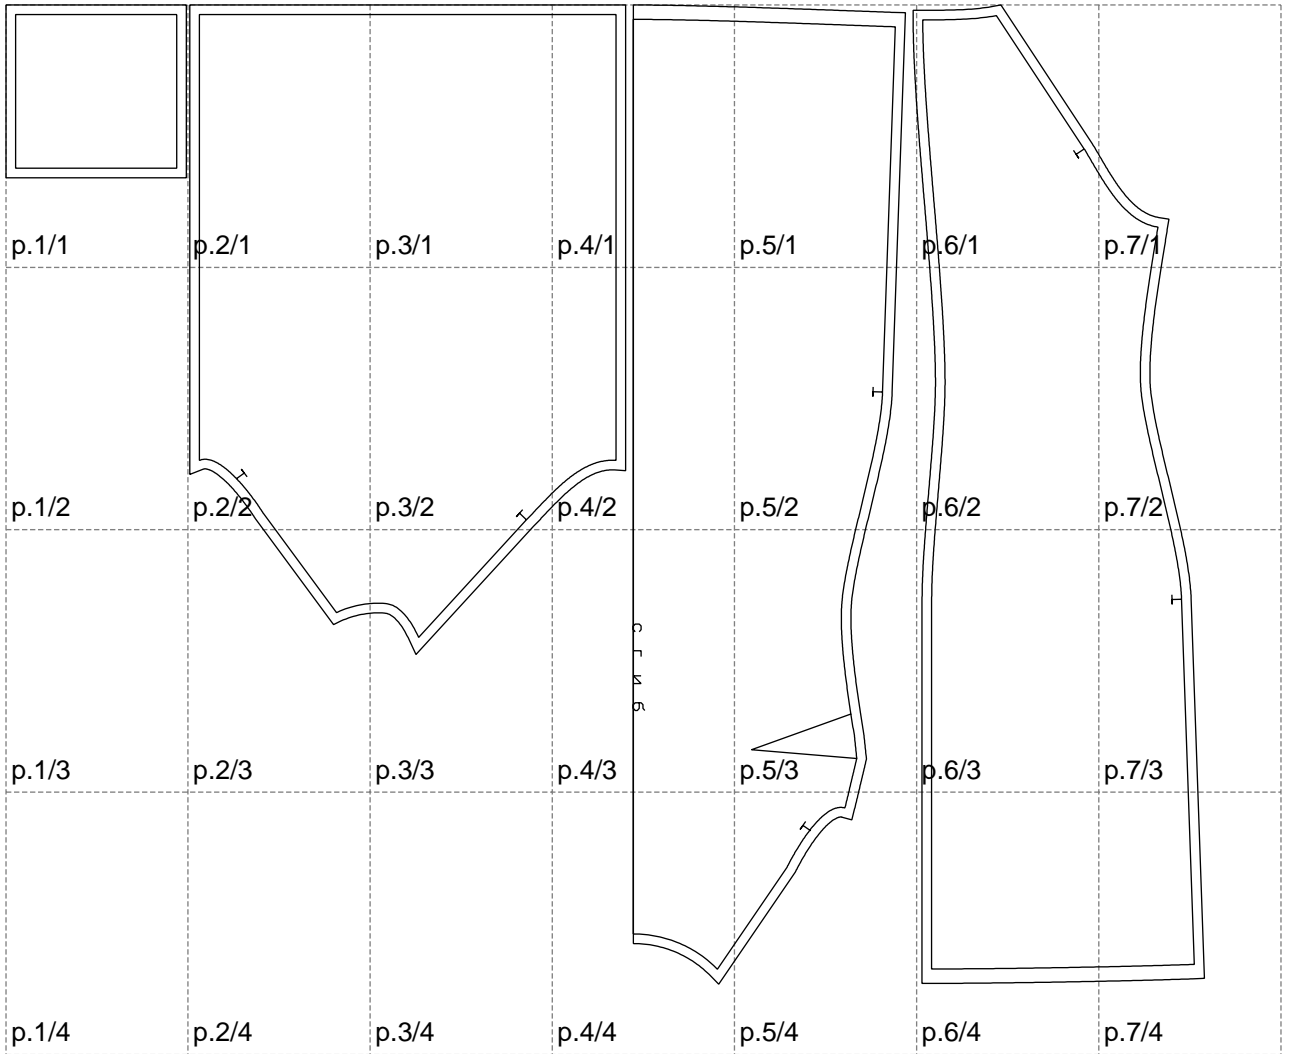 p.1/1 p.2/1 p.3/1 p.4/1 p.5/1 p.6/1 p.7/1
p.1/2 p.2/2 p.3/2 p.4/2 p.5/2 p.6/2 p.7/2
сгиб
p.1/3 p.2/3 p.3/3 p.4/3 p.5/3 p.6/3 p.7/3
p.1/4 p.2/4 p.3/4 p.4/4 p.5/4 p.6/4 p.7/4